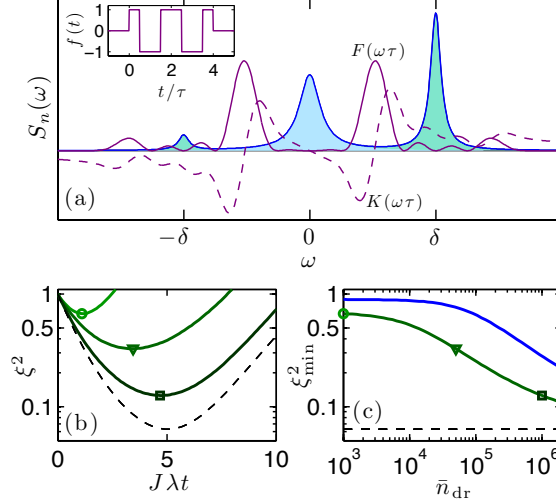 f(t)
1
0
−1
0 2 4
t/τ
S_n(ω)
F(ωτ)
K(ωτ)
(a)
−δ 0 δ
ω
1
0.5
0.1
ξ²
(b)
0 5 10
Jλt
1
0.5
0.1
ξ²_min
(c)
10³ 10⁴ 10⁵ 10⁶
n̄_dr